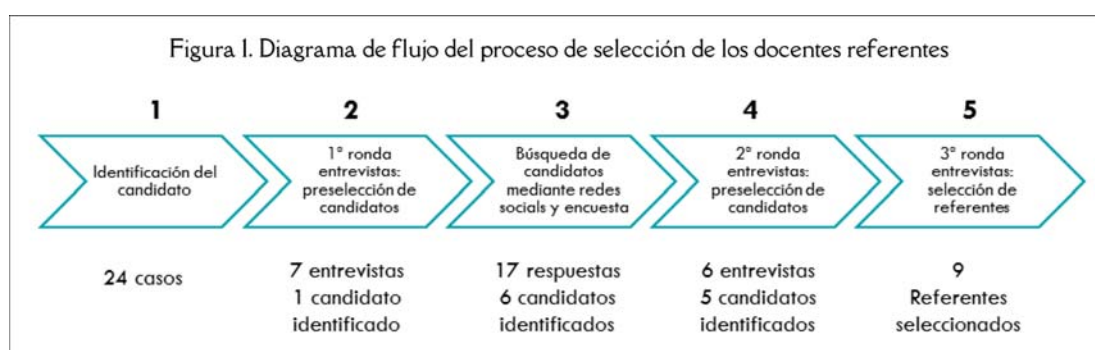 Figura 1. Diagrama de flujo del proceso de selección de los docentes referentes
1
Identificación del
candidato
24 casos
2
1ª ronda
entrevistas:
preselección de
candidatos
7 entrevistas
1 candidato
identificado
3
Búsqueda de
candidatos
mediante redes
socials y encuesta
17 respuestas
6 candidatos
identificados
4
2ª ronda
entrevistas:
preselección de
candidatos
6 entrevistas
5 candidatos
identificados
5
3ª ronda
entrevistas:
selección de
referentes
9
Referentes
seleccionados